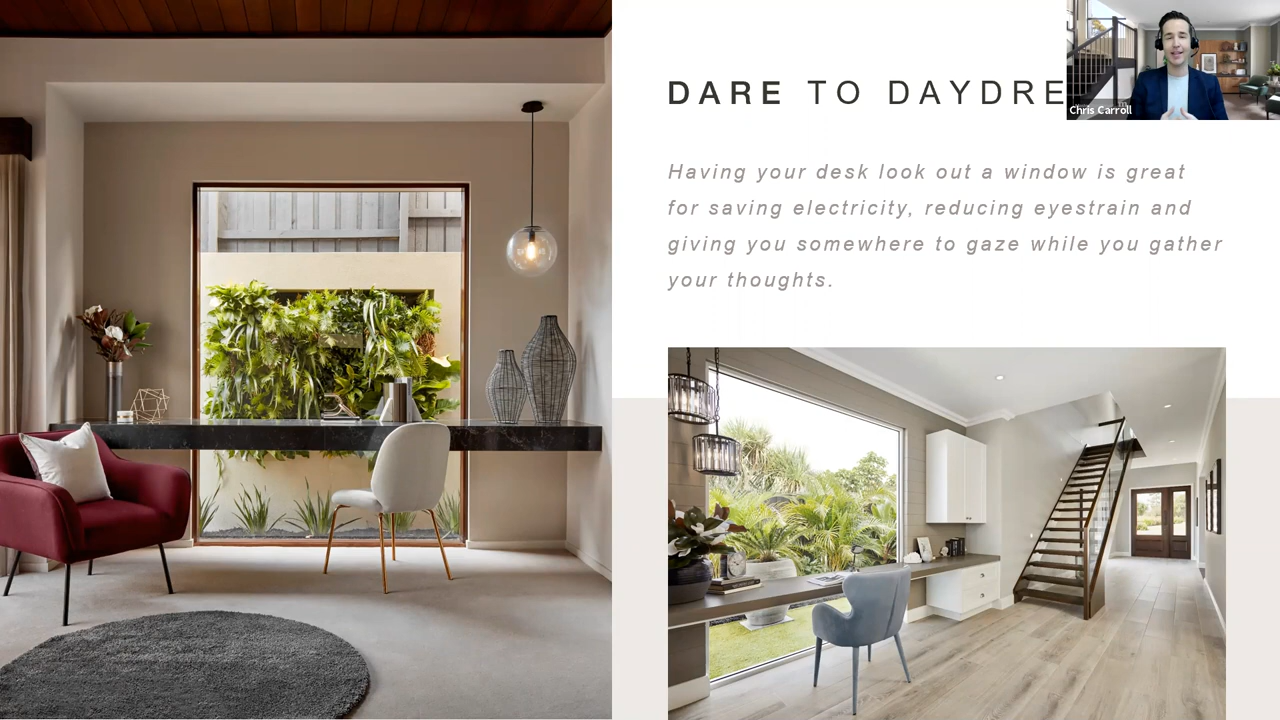 DARE TO DAYDRE
Chris Carroll
Having your desk look out a window is great
for saving electricity, reducing eyestrain and
giving you somewhere to gaze while you gather
your thoughts.